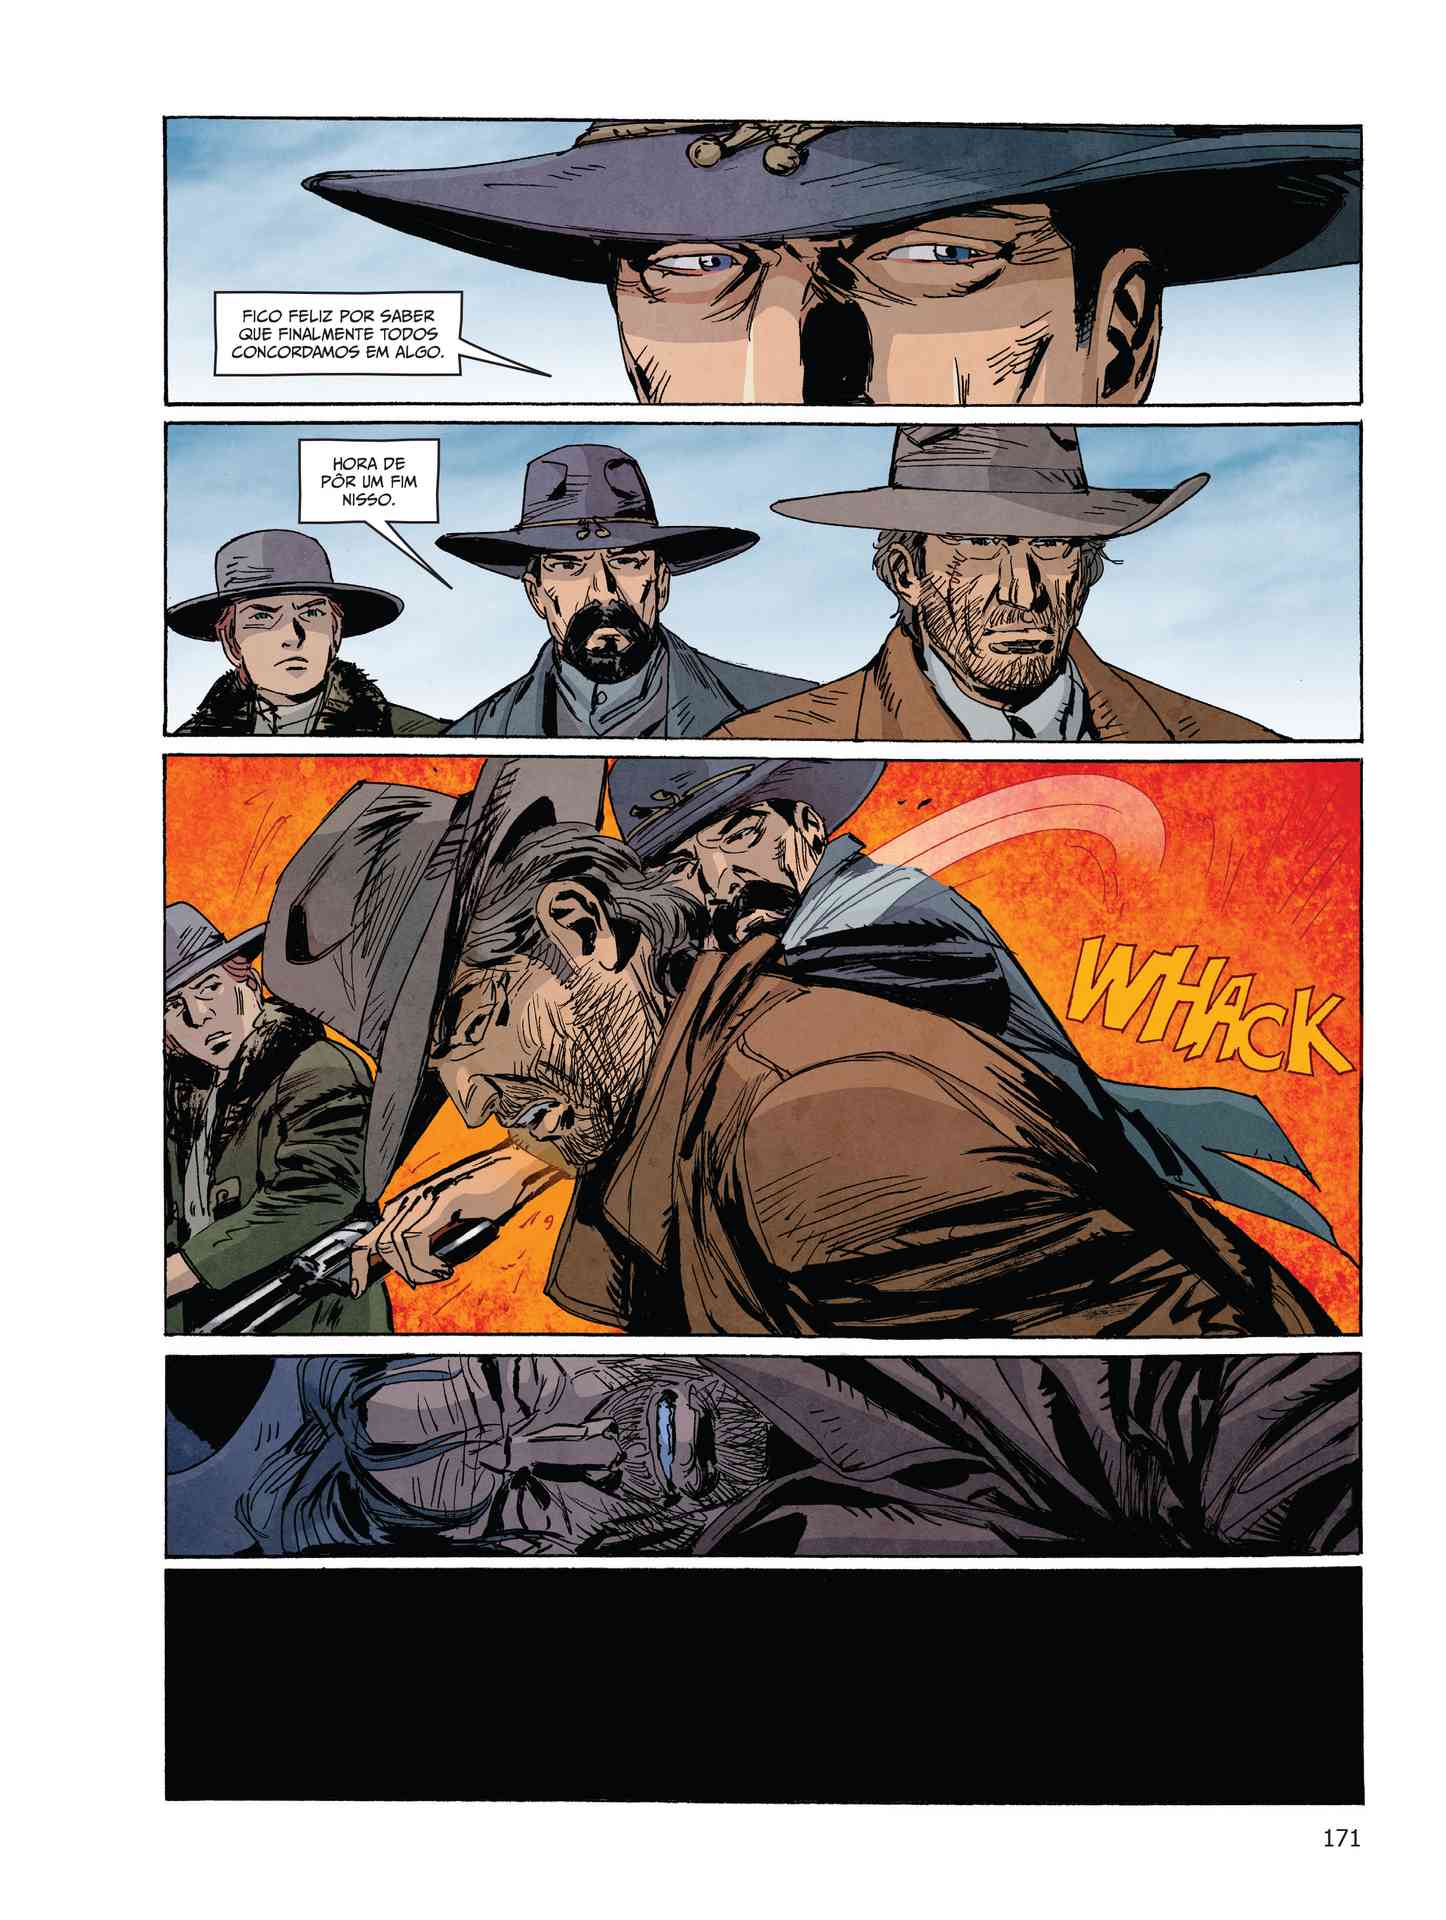 FICO FELIZ POR SABER
QUE FINALMENTE TODOS
CONCORDAMOS EM ALGO.
HORA DE
PÔR UM FIM
NISSO.
WHACK
171